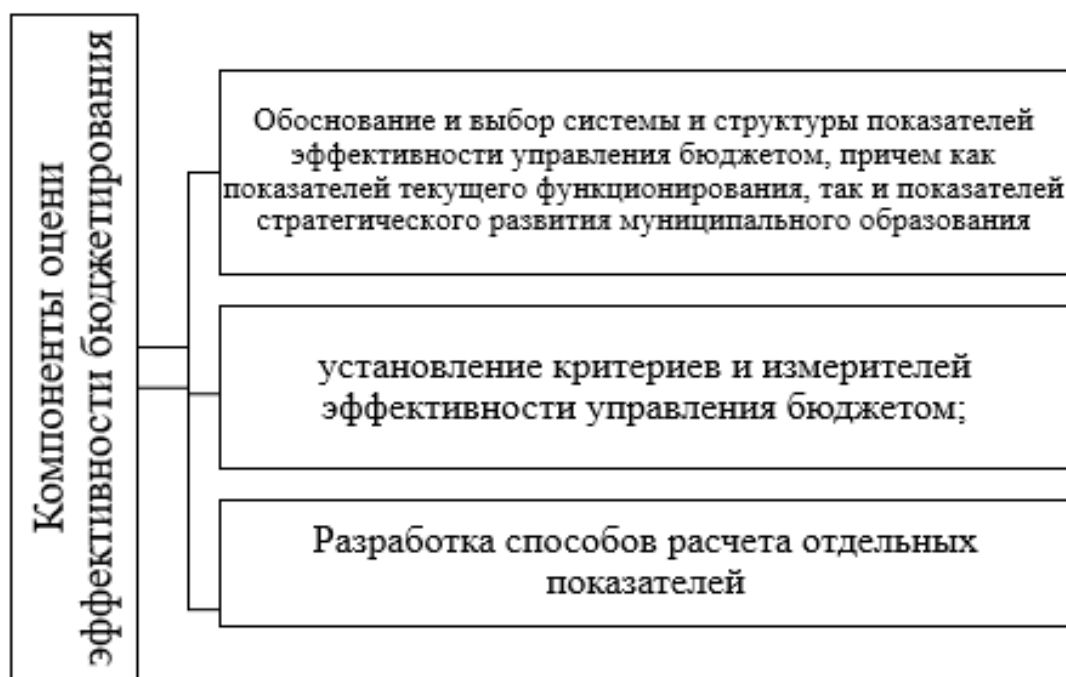 Компоненты оцени
эффективности бюджетирования
Обоснование и выбор системы и структуры показателей
эффективности управления бюджетом, причем как
показателей текущего функционирования, так и показателей
стратегического развития муниципального образования
установление критериев и измерителей
эффективности управления бюджетом;
Разработка способов расчета отдельных
показателей